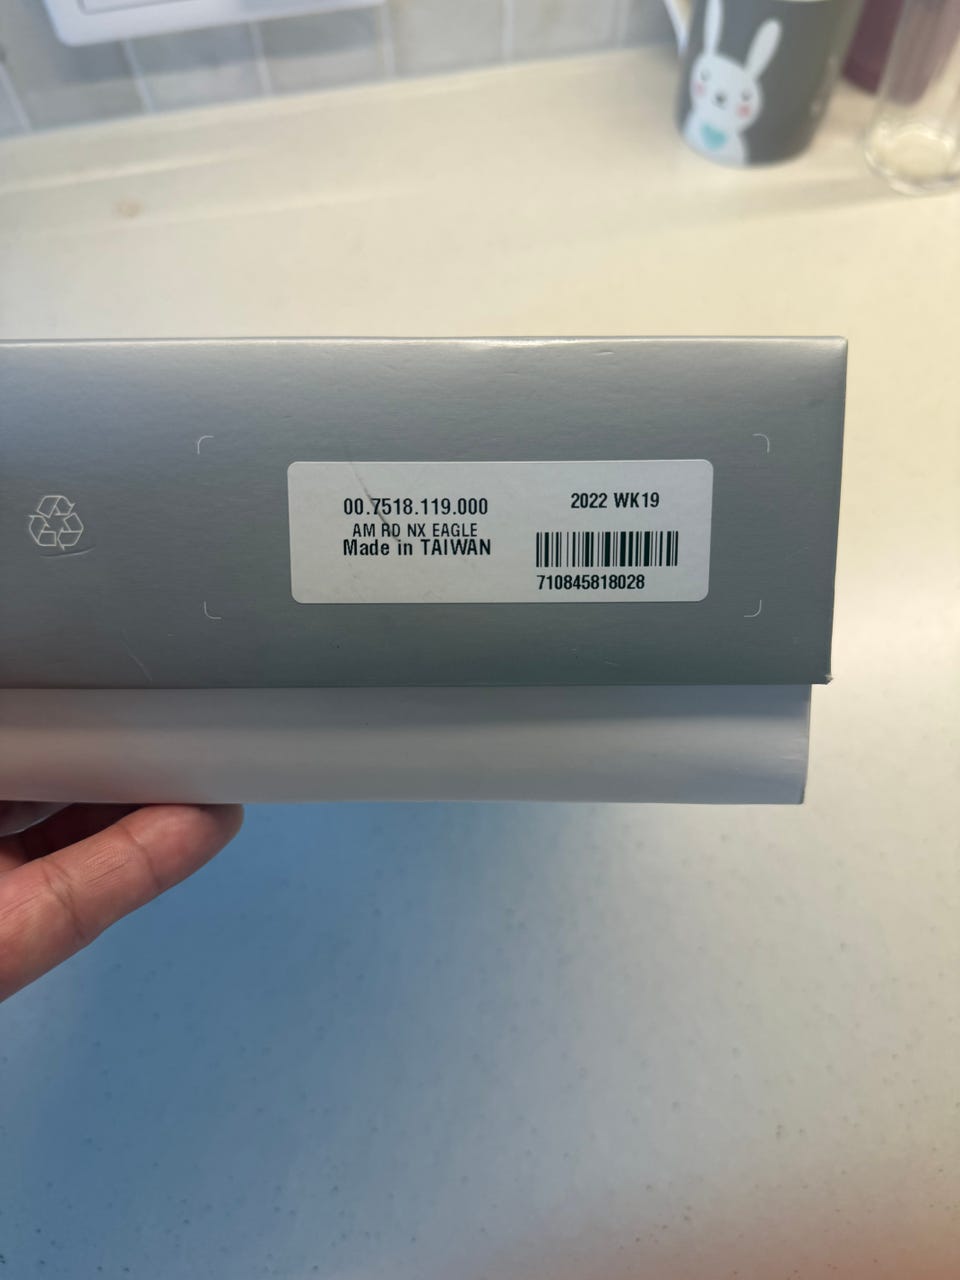 00.7518.119.000
AM RD NX EAGLE
Made in TAIWAN
2022 WK19
710845818028